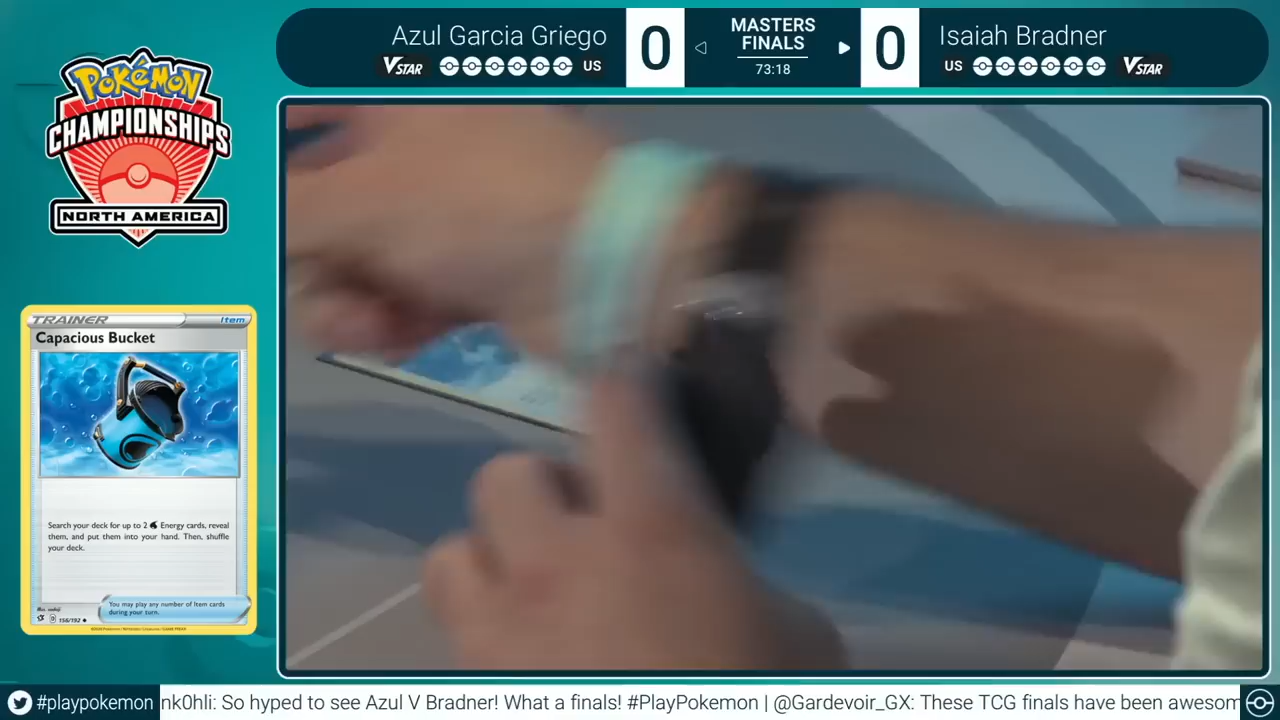 Azul Garcia Griego
VSTAR
US
0
MASTERS
FINALS
73:18
0
Isaiah Bradner
US
VSTAR
Pokémon
CHAMPIONSHIPS
NORTH AMERICA
TRAINER
Item
Capacious Bucket
Search your deck for up to 2 Energy cards, reveal
them, and put them into your hand. Then, shuffle
your deck.
You may play any number of Item cards
during your turn.
156/192
#playpokemon
nk0hli: So hyped to see Azul V Bradner! What a finals! #PlayPokemon | @Gardevoir_GX: These TCG finals have been awesom